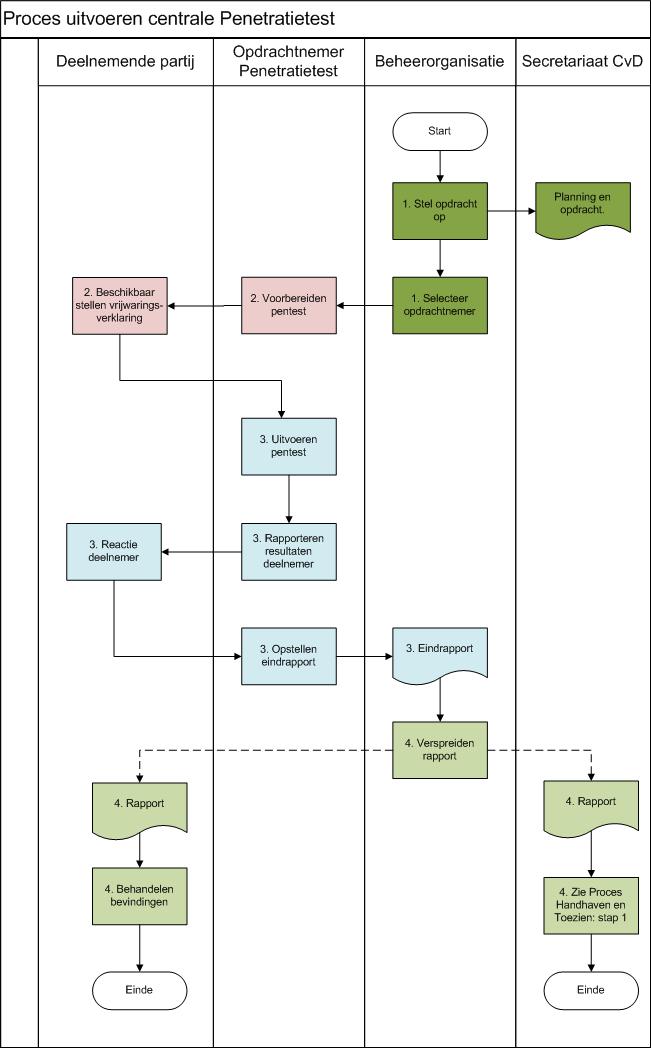 Proces uitvoeren centrale Penetratietest
Deelnemende partij
Opdrachtnemer
Penetratietest
Beheerorganisatie
Secretariaat CvD
Start
1. Stel opdracht
op
Planning en
opdracht.
2. Beschikbaar
stellen vrijwarings-
verklaring
2. Voorbereiden
pentest
1. Selecteer
opdrachtnemer
3. Uitvoeren
pentest
3. Reactie
deelnemer
3. Rapporteren
resultaten
deelnemer
3. Opstellen
eindrapport
3. Eindrapport
4. Verspreiden
rapport
4. Rapport
4. Rapport
4. Behandelen
bevindingen
4. Zie Proces
Handhaven en
Toezien: stap 1
Einde
Einde